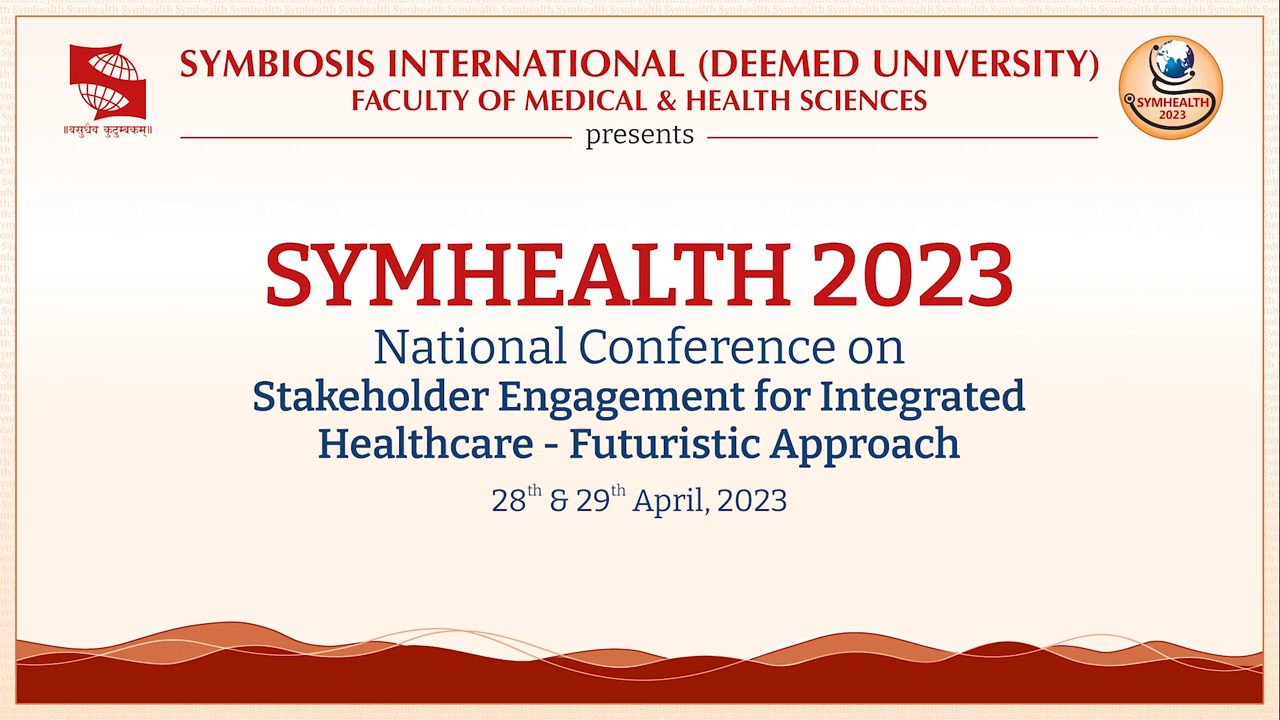 SYMBIOSIS INTERNATIONAL (DEEMED UNIVERSITY)
FACULTY OF MEDICAL & HEALTH SCIENCES
presents
॥वसुधैव कुटुम्बकम्॥
SYMHEALTH
2023
SYMHEALTH 2023
National Conference on
Stakeholder Engagement for Integrated
Healthcare - Futuristic Approach
28th & 29th April, 2023